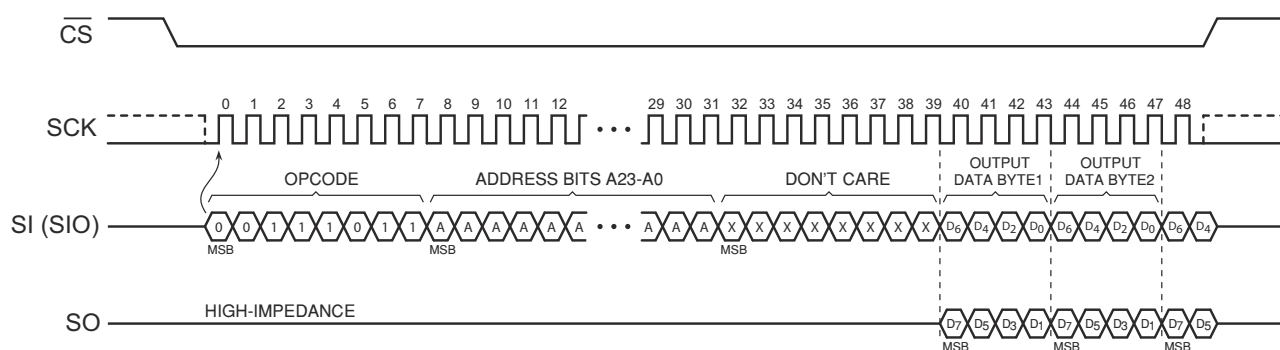 CS
0 1 2 3 4 5 6 7 8 9 10 11 12 29 30 31 32 33 34 35 36 37 38 39 40 41 42 43 44 45 46 47 48
SCK
OPCODE ADDRESS BITS A23-A0 DON'T CARE OUTPUT DATA BYTE1 OUTPUT DATA BYTE2
SI (SIO) 0 0 1 1 1 0 1 1 A A A A A A A A A X X X X X X X X D6 D4 D2 D0 D6 D4 D2 D0 D6 D4
MSB MSB MSB
HIGH-IMPEDANCE
SO D7 D5 D3 D1 D7 D5 D3 D1 D7 D5
MSB MSB MSB